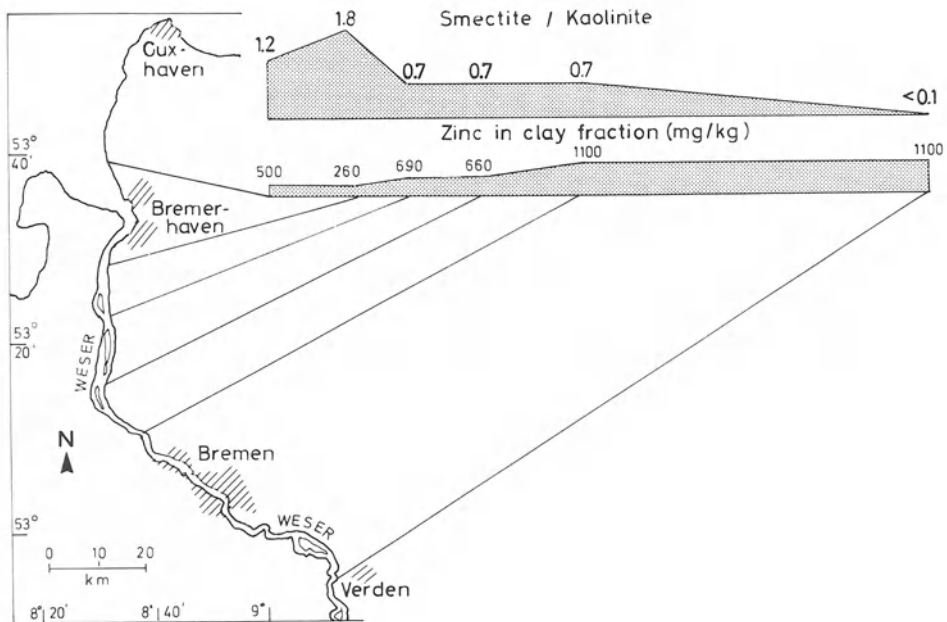 Smectite / Kaolinite
1.2
1.8
0.7
0.7
0.7
<0.1
Cux-
haven
Zinc in clay fraction (mg/kg)
500
260
690
660
1100
1100
53°
40'
Bremer-
haven
53°
20'
WESER
N
Bremen
53°
WESER
0 10 20
km
Verden
8° 20'
8° 40'
9°